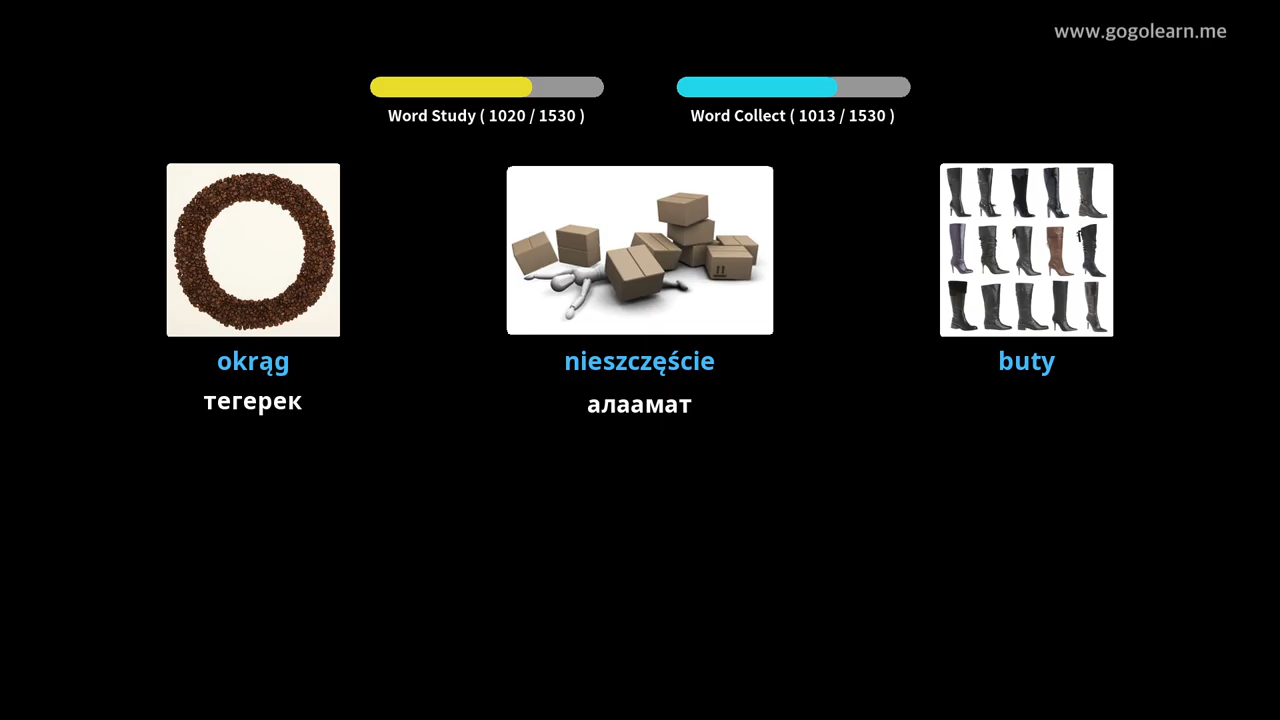 www.gogolearn.me
Word Study ( 1020 / 1530 )
Word Collect ( 1013 / 1530 )
okrąg
nieszczęście
buty
тегерек
алаамат